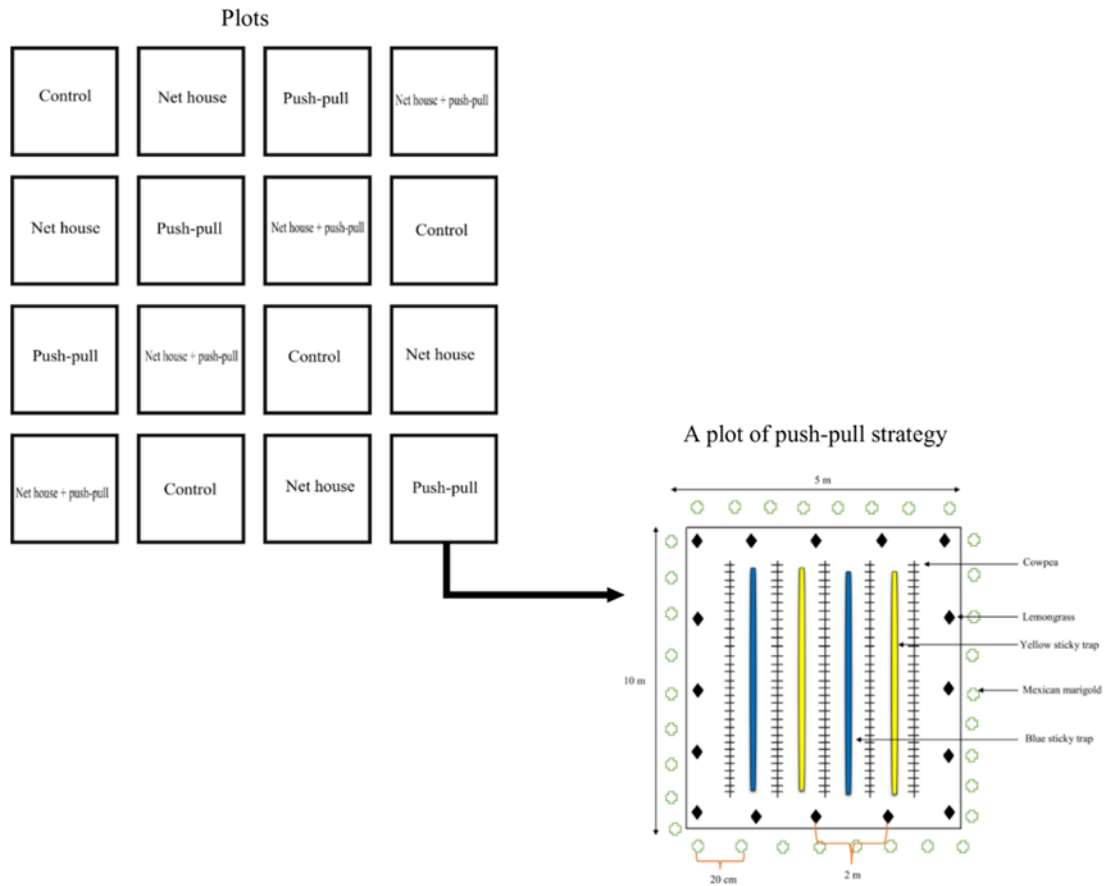 Plots
Control
Net house
Push-pull
Net house + push-pull
Net house
Push-pull
Net house + push-pull
Control
Push-pull
Net house + push-pull
Control
Net house
Net house + push-pull
Control
Net house
Push-pull
A plot of push-pull strategy
5 m
Cowpea
Lemongrass
Yellow sticky trap
10 m
Mexican marigold
Blue sticky trap
2 m
20 cm